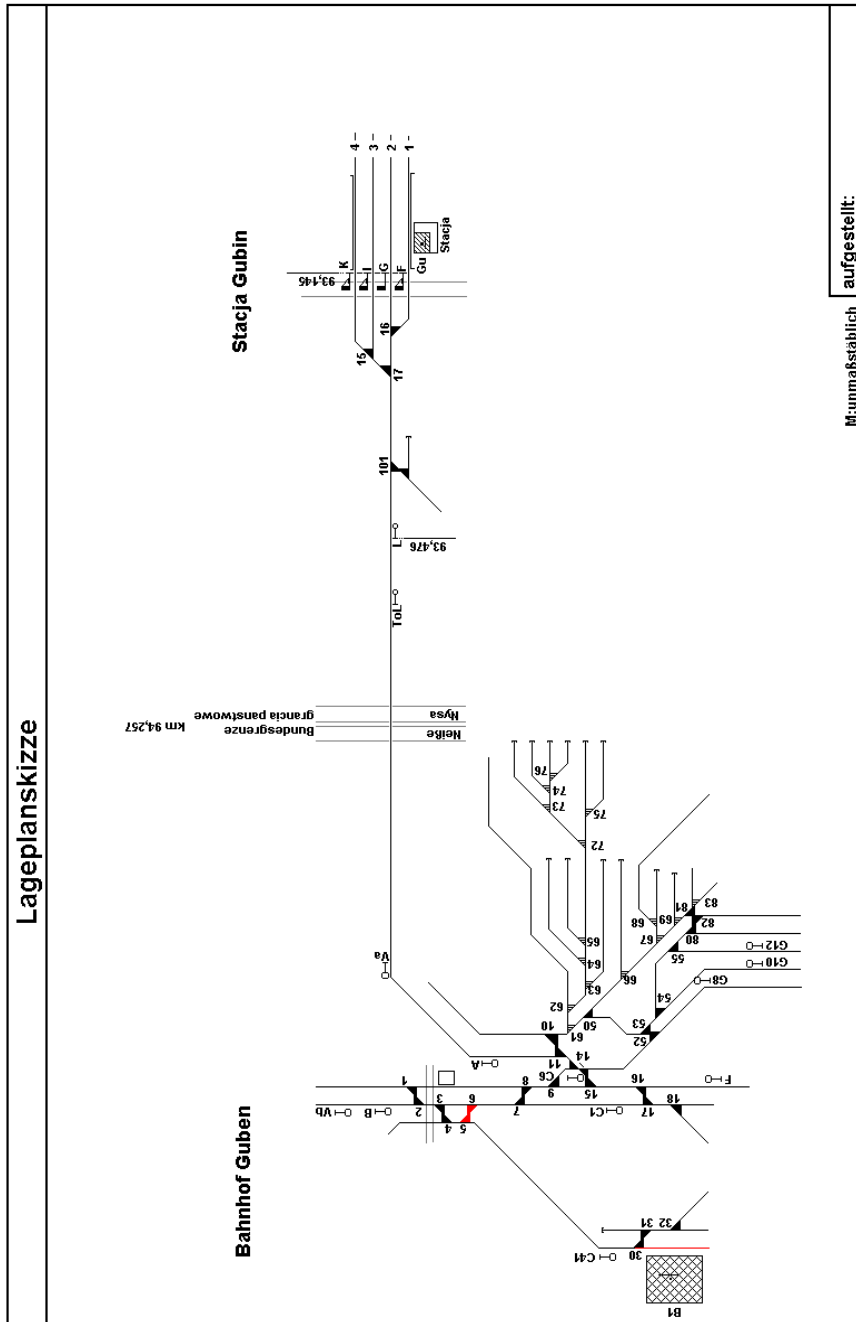 Lageplanskizze
Stacja Gubin
4 -
3 -
2 -
1 -
K
I
G
F
93,145
Gu
Stacja
15
16
17
101
L
93,476
ToL
km 94,257
grancia panstwowe
Bundesgrenze
Nysa
Neiße
Va
76
74
73
75
72
65
64
63
62
61
66
67
68
69
81
83
82
80
55
G12
G10
G8
54
53
52
50
10
11
14
A
C6
9
8
7
15
16
17
18
F
C1
1
2
3
4
5
6
Vb
B
Bahnhof Guben
C41
30
31
32
B1
aufgestellt:
M:unmaßstäblich